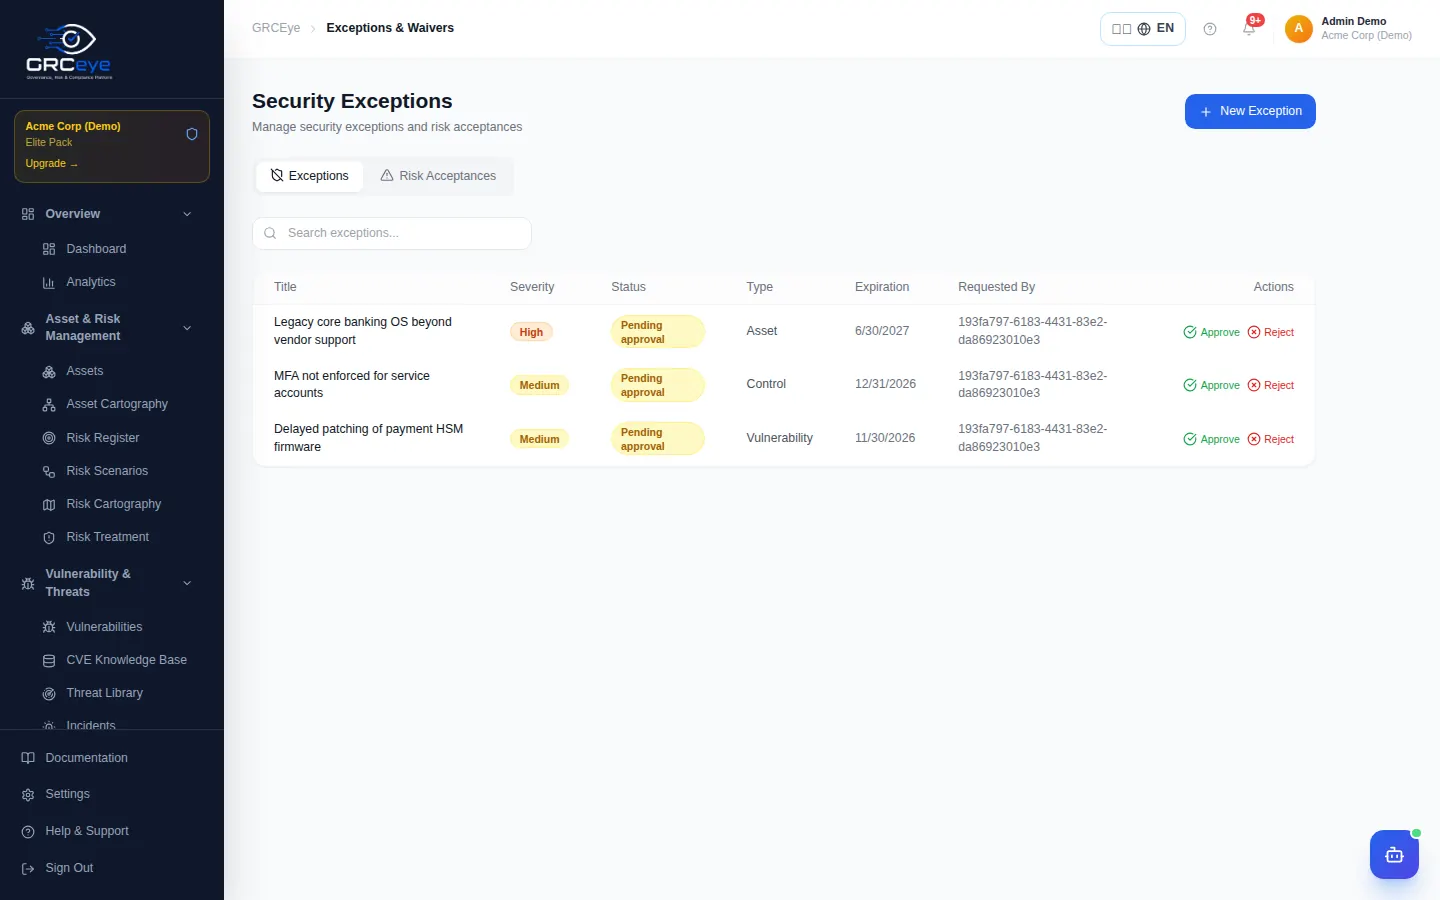 GRCeye
Governance, Risk & Compliance Platform
Acme Corp (Demo)
Elite Pack
Upgrade →
Overview
Dashboard
Analytics
Asset & Risk
Management
Assets
Asset Cartography
Risk Register
Risk Scenarios
Risk Cartography
Risk Treatment
Vulnerability &
Threats
Vulnerabilities
CVE Knowledge Base
Threat Library
Incidents
Documentation
Settings
Help & Support
Sign Out
GRCEye Exceptions & Waivers
EN
9+
A
Admin Demo
Acme Corp (Demo)
Security Exceptions
Manage security exceptions and risk acceptances
New Exception
Exceptions Risk Acceptances
Search exceptions...
Title Severity Status Type Expiration Requested By Actions
Legacy core banking OS beyond
vendor support
High
Pending
approval
Asset
6/30/2027
193fa797-6183-4431-83e2-
da86923010e3
Approve Reject
MFA not enforced for service
accounts
Medium
Pending
approval
Control
12/31/2026
193fa797-6183-4431-83e2-
da86923010e3
Approve Reject
Delayed patching of payment HSM
firmware
Medium
Pending
approval
Vulnerability
11/30/2026
193fa797-6183-4431-83e2-
da86923010e3
Approve Reject